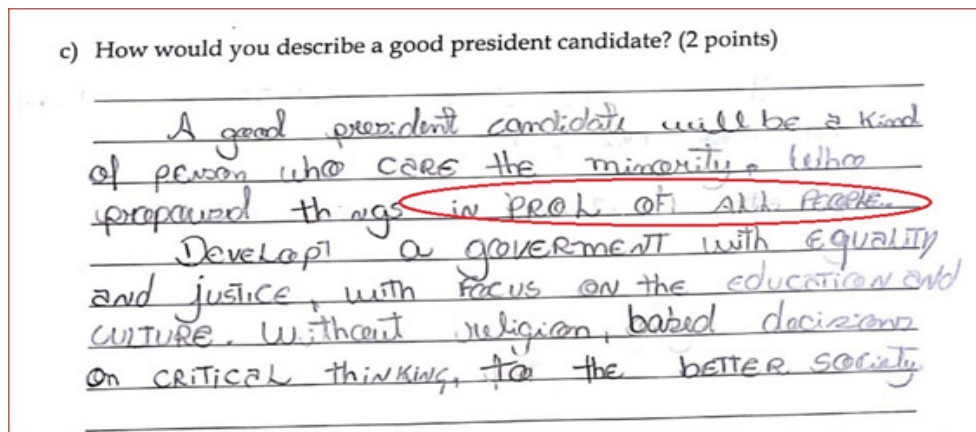 c) How would you describe a good president candidate? (2 points)
A good president candidate will be a kind
of person who CARE the minority. Who
propound things in PROL OF ALL PEOPLE.
Develop a goverment with Equality
and justice, with focus on the education and
culture. Without religion, based decisions
on critical thinking, to the better society.